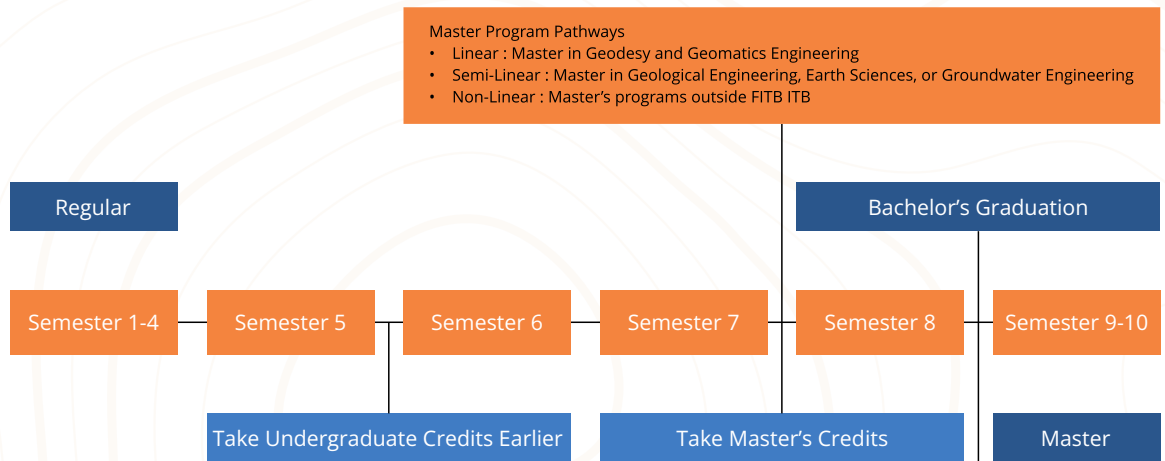 Master Program Pathways
• Linear : Master in Geodesy and Geomatics Engineering
• Semi-Linear : Master in Geological Engineering, Earth Sciences, or Groundwater Engineering
• Non-Linear : Master’s programs outside FITB ITB
Regular
Bachelor’s Graduation
Semester 1-4
Semester 5
Semester 6
Semester 7
Semester 8
Semester 9-10
Take Undergraduate Credits Earlier
Take Master’s Credits
Master